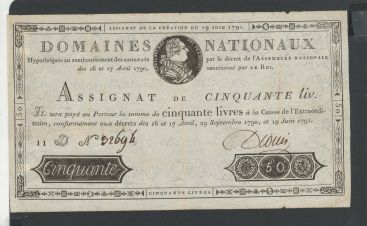 ASSIGNAT DE LA CRÉATION DU 19 JUIN 1791.
DOMAINES NATIONAUX
Hypothéqués au remboursement des assignats par le décret de l'ASSEMBLÉE NATIONALE
des 16 et 17 Avril 1790, sanctionné par LE ROI.
ASSIGNAT DE CINQUANTE liv.
IL sera payé au Porteur la somme de cinquante livres à la Caisse de l'Extraordi-
naire, conformément aux décrets des 16 et 17 Avril, 29 Septembre 1790, et 19 Juin 1791.
11 D N°
Cinquante 50
CINQUANTE LIVRES